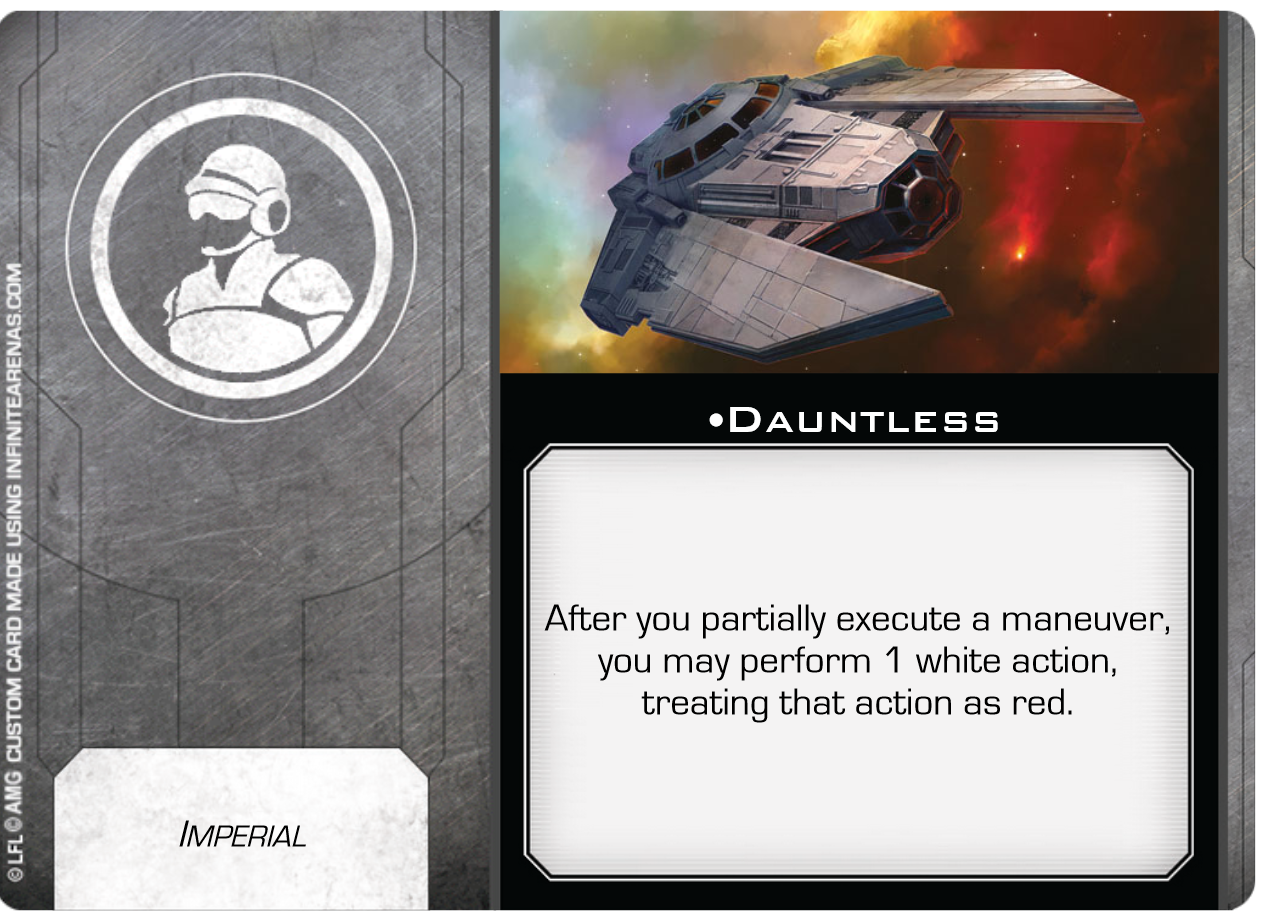 © LFL © AMG CUSTOM CARD MADE USING INFINITEARENAS.COM
IMPERIAL
•DAUNTLESS
After you partially execute a maneuver,
you may perform 1 white action,
treating that action as red.